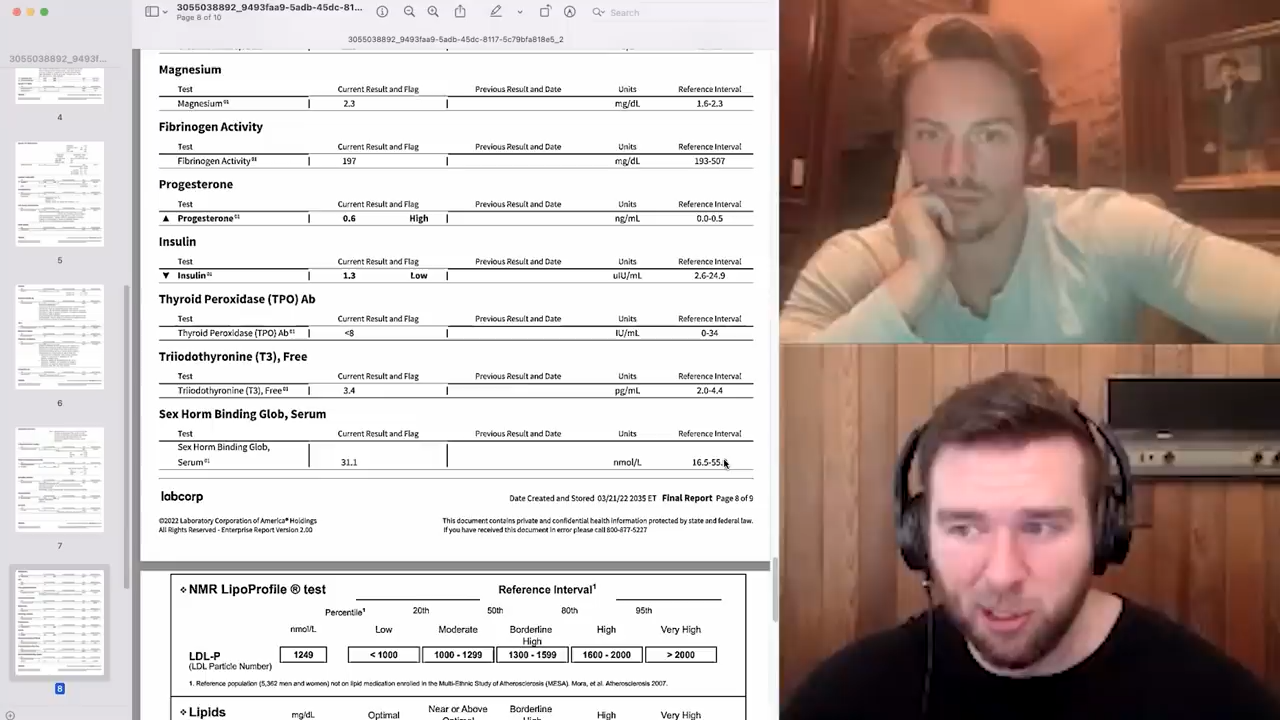 3055038892_9493faa9-5adb-45dc-81...
Page 8 of 10
Search
3055038892_9493faa9-5adb-45dc-8117-5c79bfa818e5_2
3055038892_9493f...
4
5
6
7
8
Magnesium
Test Current Result and Flag Previous Result and Date Units Reference Interval
Magnesium 01 2.3 mg/dL 1.6-2.3
Fibrinogen Activity
Test Current Result and Flag Previous Result and Date Units Reference Interval
Fibrinogen Activity 01 197 mg/dL 193-507
Progesterone
Test Current Result and Flag Previous Result and Date Units Reference Interval
▲ Progesterone 01 0.6 High ng/mL 0.0-0.5
Insulin
Test Current Result and Flag Previous Result and Date Units Reference Interval
▼ Insulin 01 1.3 Low uIU/mL 2.6-24.9
Thyroid Peroxidase (TPO) Ab
Test Current Result and Flag Previous Result and Date Units Reference Interval
Thyroid Peroxidase (TPO) Ab 01 <8 IU/mL 0-34
Triiodothyronine (T3), Free
Test Current Result and Flag Previous Result and Date Units Reference Interval
Triiodothyronine (T3), Free 01 3.4 pg/mL 2.0-4.4
Sex Horm Binding Glob, Serum
Test Current Result and Flag Previous Result and Date Units Reference Interval
Sex Horm Binding Glob,
Serum 01 31.1 nmol/L
labcorp
Date Created and Stored 03/21/22 2035 ET Final Report Page 8 of 9
©2022 Laboratory Corporation of America® Holdings
All Rights Reserved - Enterprise Report Version 2.00
This document contains private and confidential health information protected by state and federal law.
If you have received this document in error please call 800-877-5227
❖ NMR LipoProfile ® test Reference Interval¹
Percentile¹ 20th 50th 80th 95th
nmol/L Low Borderline High Very High
High
LDL-P 1249 < 1000 1000 - 1299 1300 - 1599 1600 - 2000 > 2000
(LDL Particle Number)
1. Reference population (5,362 men and women) not on lipid medication enrolled in the Multi-Ethnic Study of Atherosclerosis (MESA). Mora, et al. Atherosclerosis 2007.
❖ Lipids mg/dL Optimal Near or Above Borderline High Very High